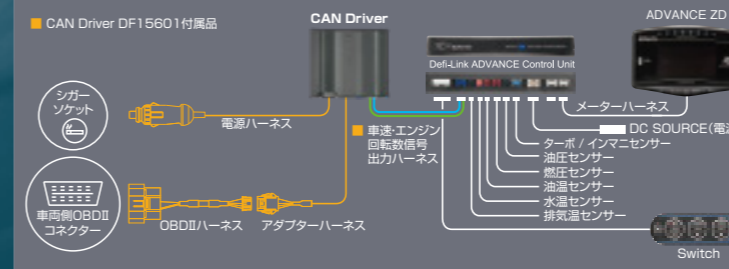 ■ CAN Driver DF15601付属品
CAN Driver
ADVANCE ZD
Defi-Link ADVANCE Control Unit
シガー
ソケット
電源ハーネス
■ 車速・エンジン
回転数信号
出力ハーネス
メーターハーネス
DC SOURCE(電
ターボ / インマニセンサー
油圧センサー
燃圧センサー
油温センサー
水温センサー
排気温センサー
車両側OBDⅡ
コネクター
OBDⅡハーネス
アダプターハーネス
Switch